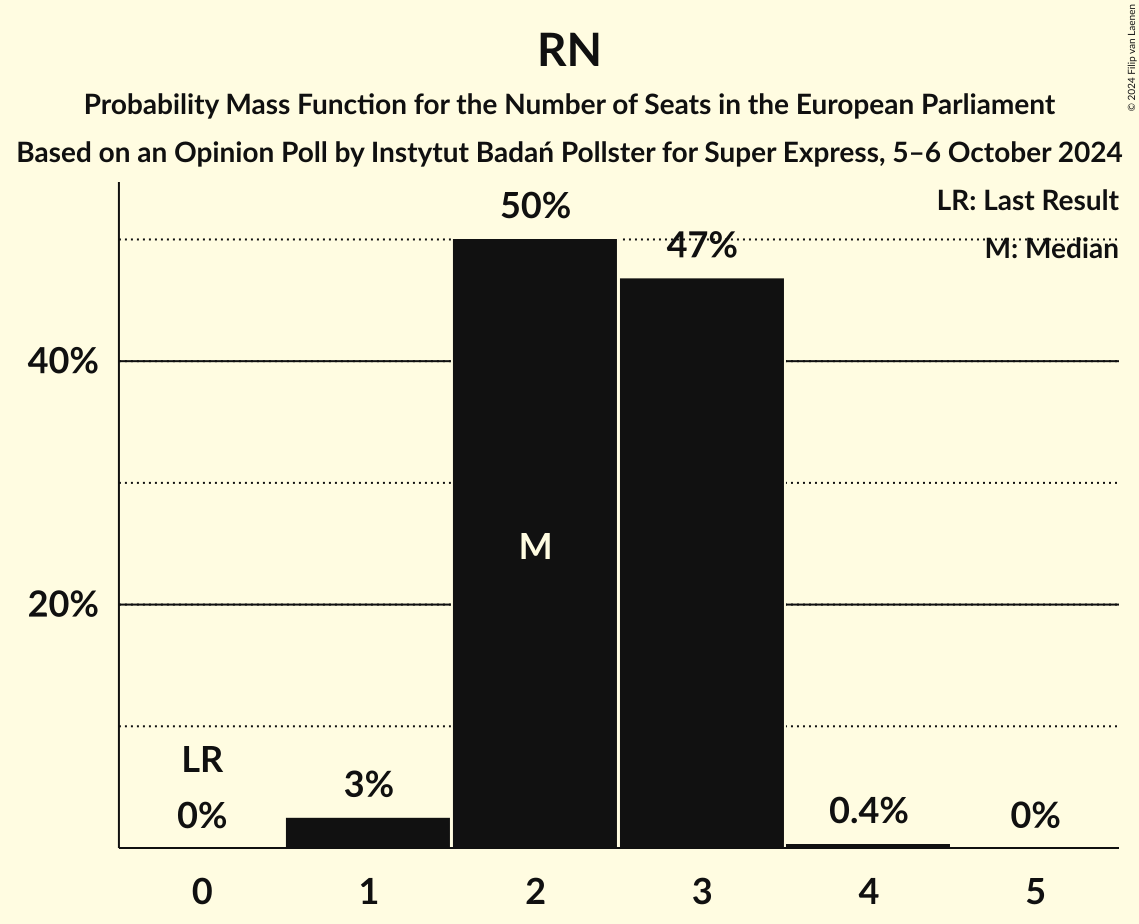 RN
Probability Mass Function for the Number of Seats in the European Parliament
Based on an Opinion Poll by Instytut Badań Pollster for Super Express, 5–6 October 2024
© 2024 Filip van Laenen
LR: Last Result
M: Median
50%
47%
40%
M
20%
LR
0%
3%
0.4%
0%
0 1 2 3 4 5